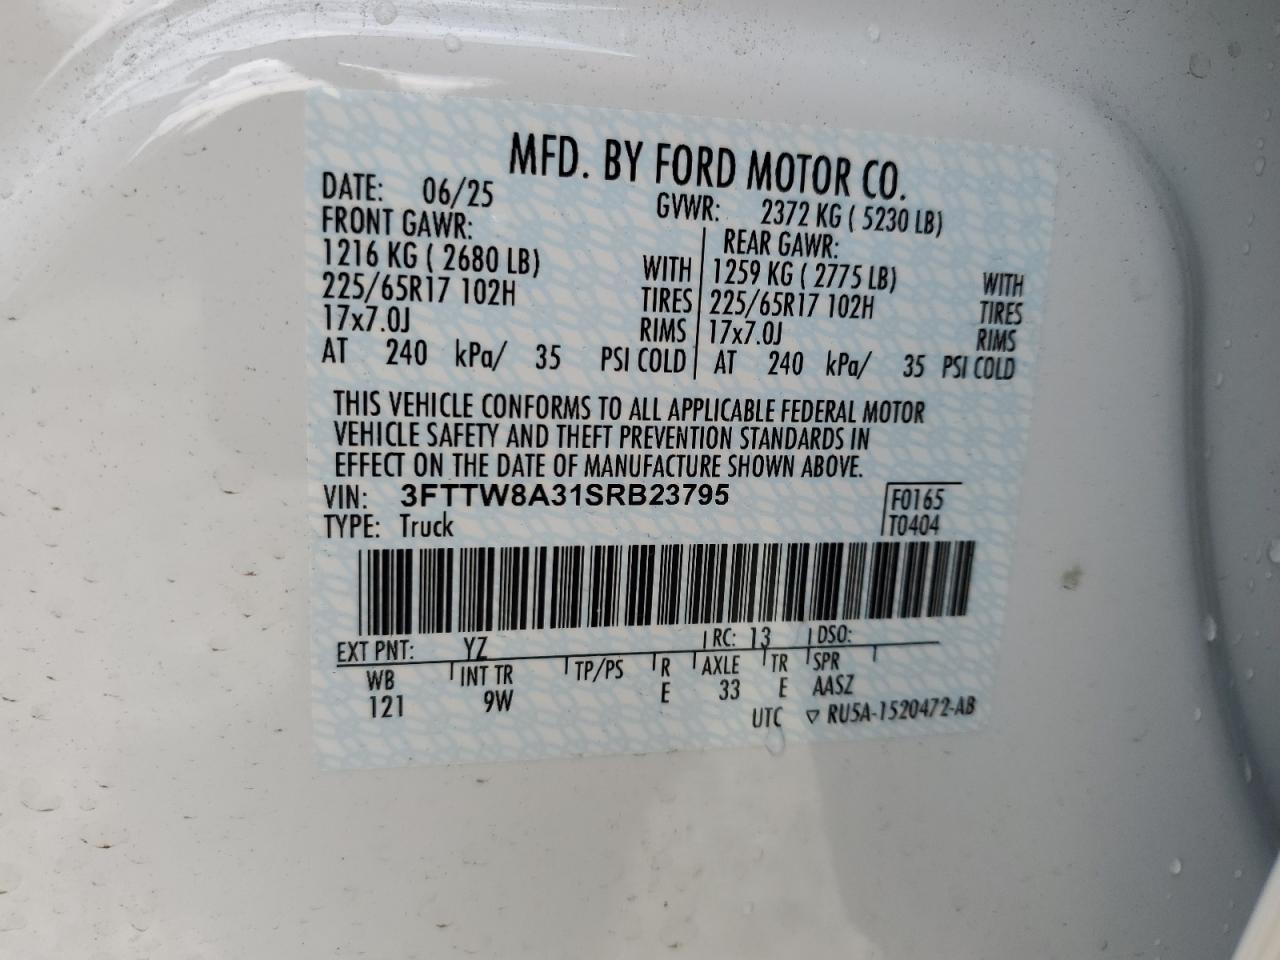 MFD. BY FORD MOTOR CO.
DATE: 06/25 GVWR: 2372 KG ( 5230 LB)
FRONT GAWR: REAR GAWR:
1216 KG ( 2680 LB) WITH 1259 KG ( 2775 LB) WITH
225/65R17 102H TIRES 225/65R17 102H TIRES
17x7.0J RIMS 17x7.0J RIMS
AT 240 kPa/ 35 PSI COLD AT 240 kPa/ 35 PSI COLD
THIS VEHICLE CONFORMS TO ALL APPLICABLE FEDERAL MOTOR
VEHICLE SAFETY AND THEFT PREVENTION STANDARDS IN
EFFECT ON THE DATE OF MANUFACTURE SHOWN ABOVE.
VIN: 3FTTW8A31SRB23795 F0165
TYPE: Truck T0404
EXT PNT: YZ RC: 13 DSO:
WB INT TR TP/PS R AXLE TR SPR
121 9W E 33 E AASZ
UTC ▽ RU5A-1520472-AB